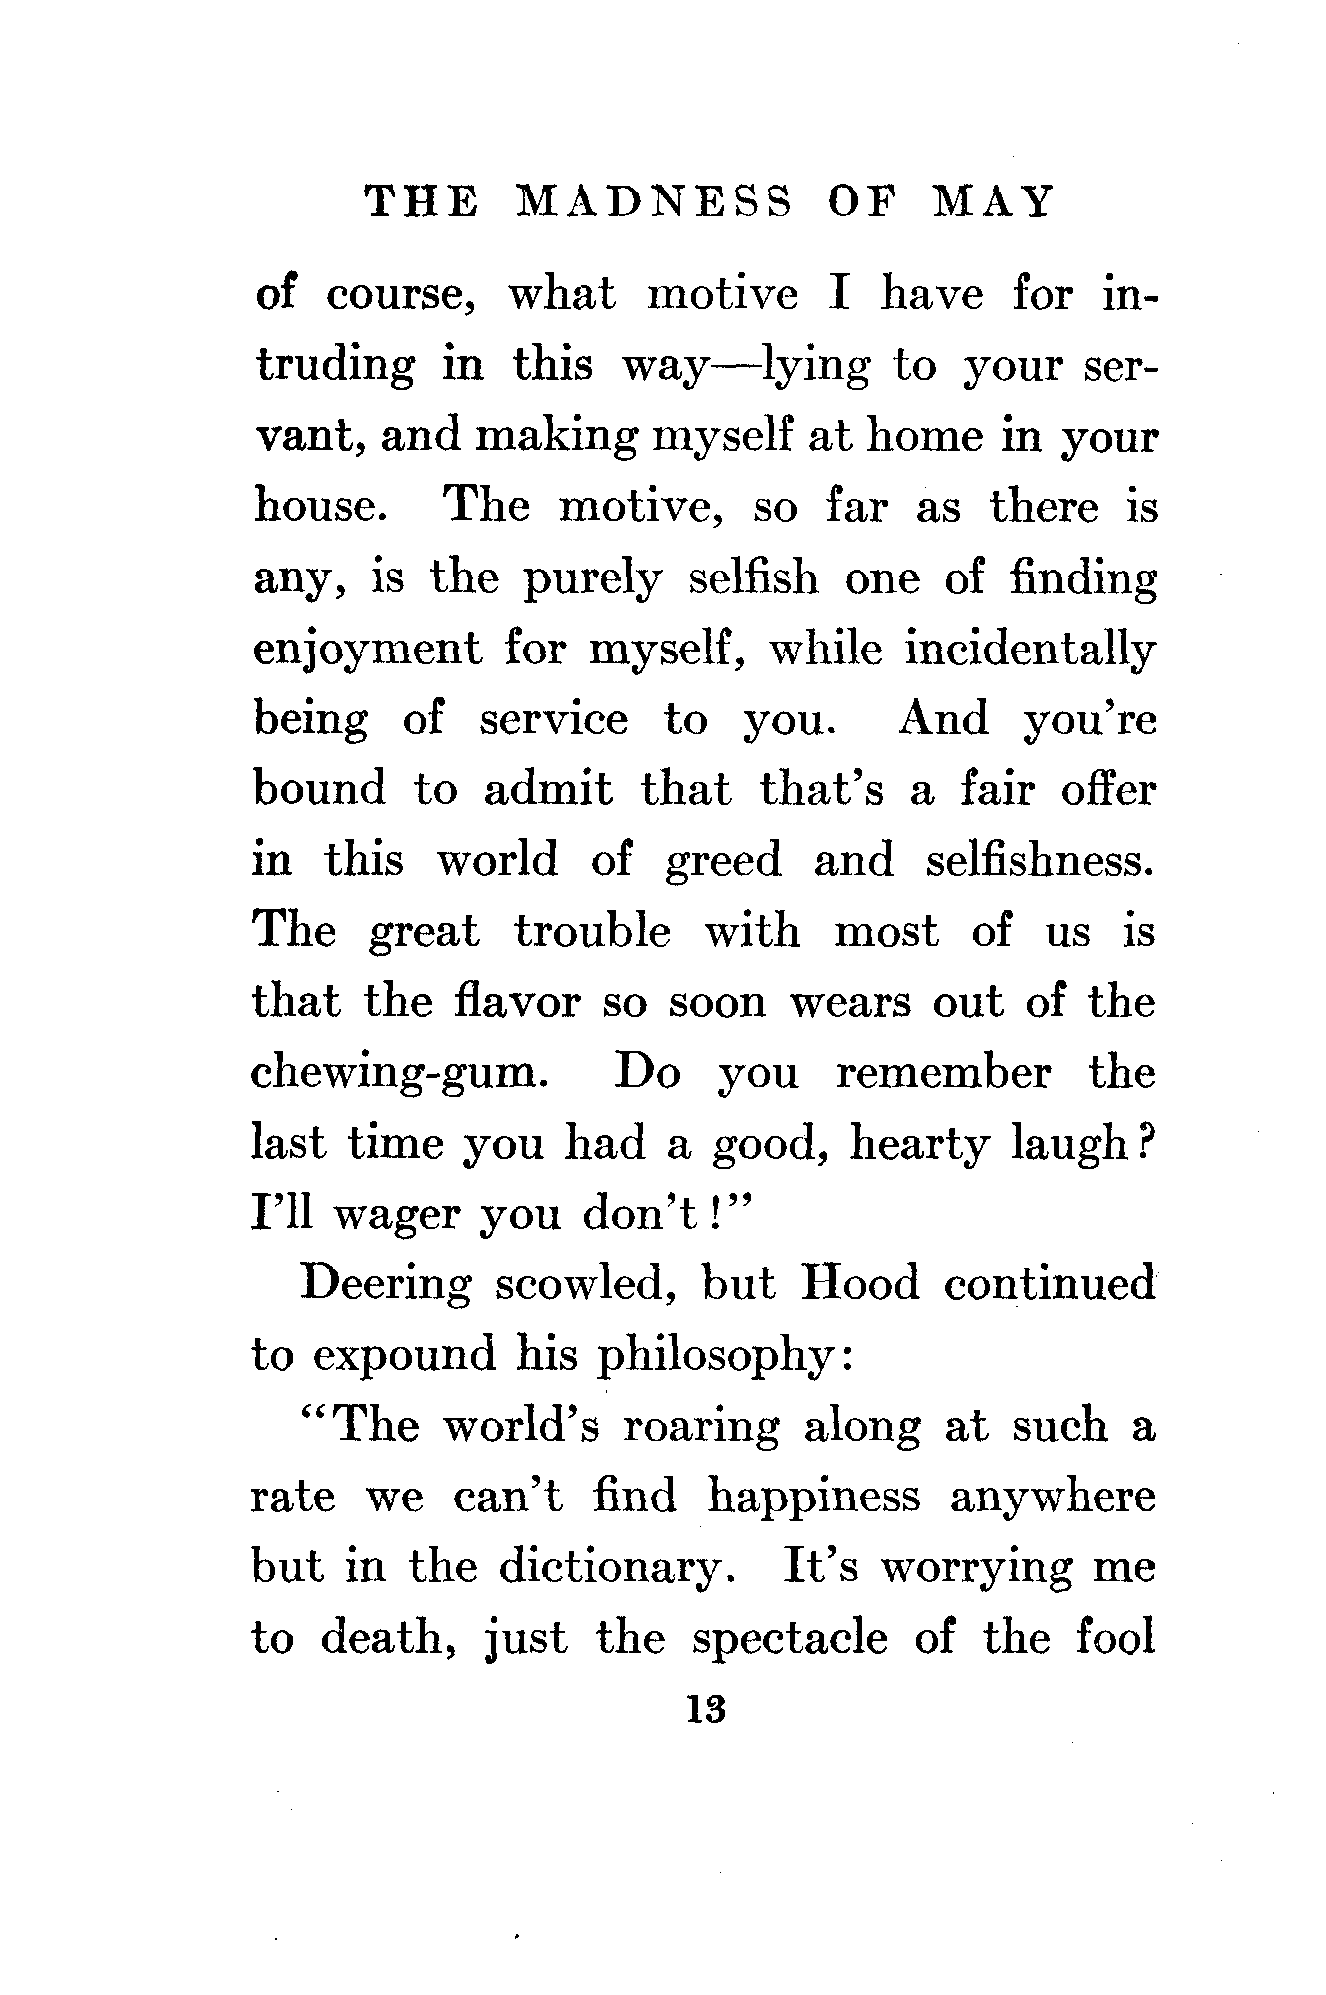 THE MADNESS OF MAY
of course, what motive I have for in-
truding in this way—lying to your ser-
vant, and making myself at home in your
house. The motive, so far as there is
any, is the purely selfish one of finding
enjoyment for myself, while incidentally
being of service to you. And you're
bound to admit that that's a fair offer
in this world of greed and selfishness.
The great trouble with most of us is
that the flavor so soon wears out of the
chewing-gum. Do you remember the
last time you had a good, hearty laugh?
I'll wager you don't!"
Deering scowled, but Hood continued
to expound his philosophy:
"The world's roaring along at such a
rate we can't find happiness anywhere
but in the dictionary. It's worrying me
to death, just the spectacle of the fool
13